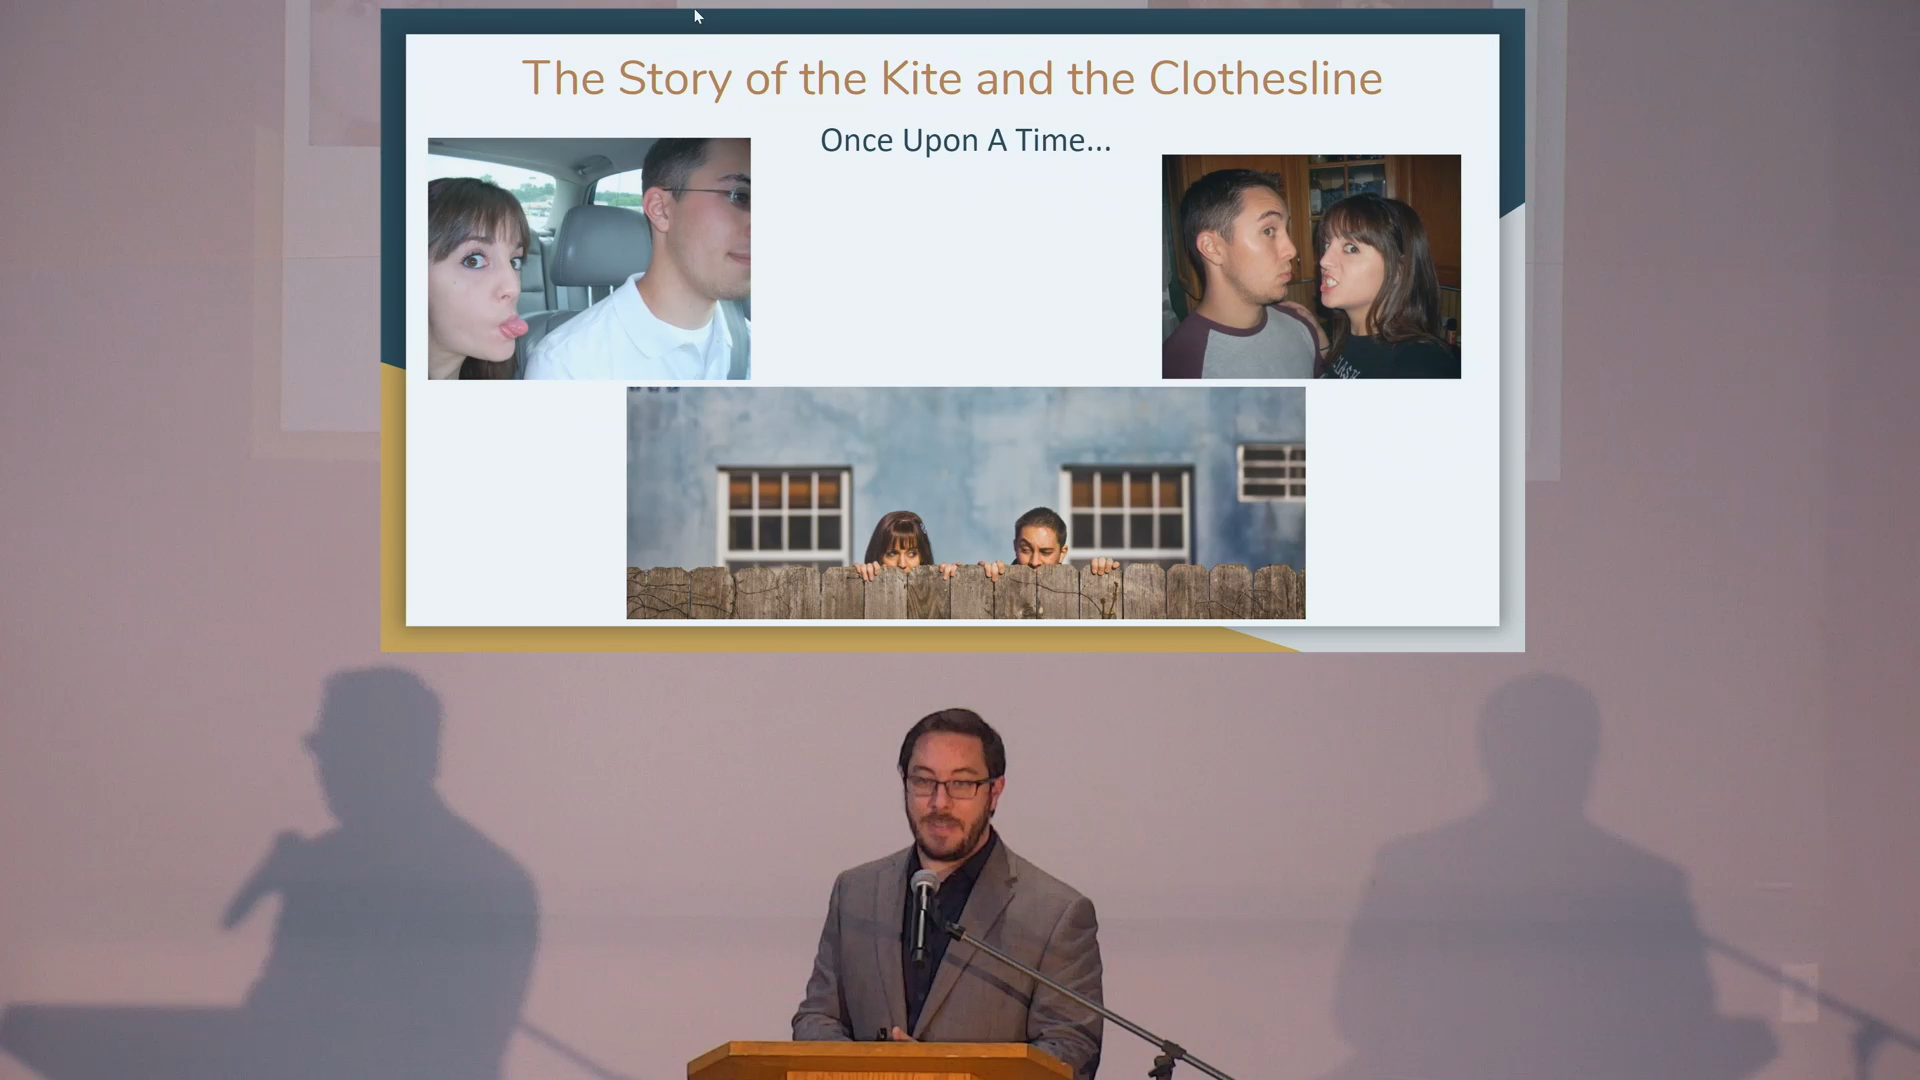 The Story of the Kite and the Clothesline
Once Upon A Time...